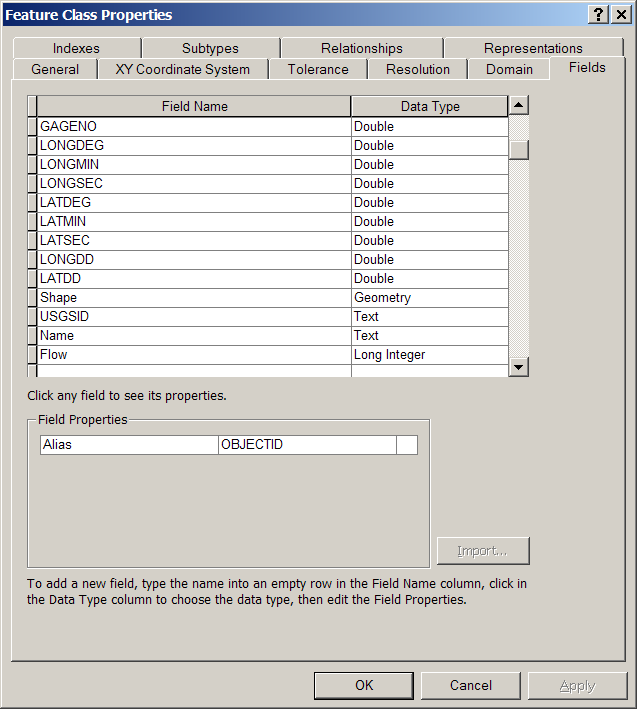 Feature Class Properties
Indexes Subtypes Relationships Representations
General XY Coordinate System Tolerance Resolution Domain Fields
Field Name Data Type
GAGENO Double
LONGDEG Double
LONGMIN Double
LONGSEC Double
LATDEG Double
LATMIN Double
LATSEC Double
LONGDD Double
LATDD Double
Shape Geometry
USGSID Text
Name Text
Flow Long Integer
Click any field to see its properties.
Field Properties
Alias OBJECTID
Import...
To add a new field, type the name into an empty row in the Field Name column, click in
the Data Type column to choose the data type, then edit the Field Properties.
OK Cancel Apply